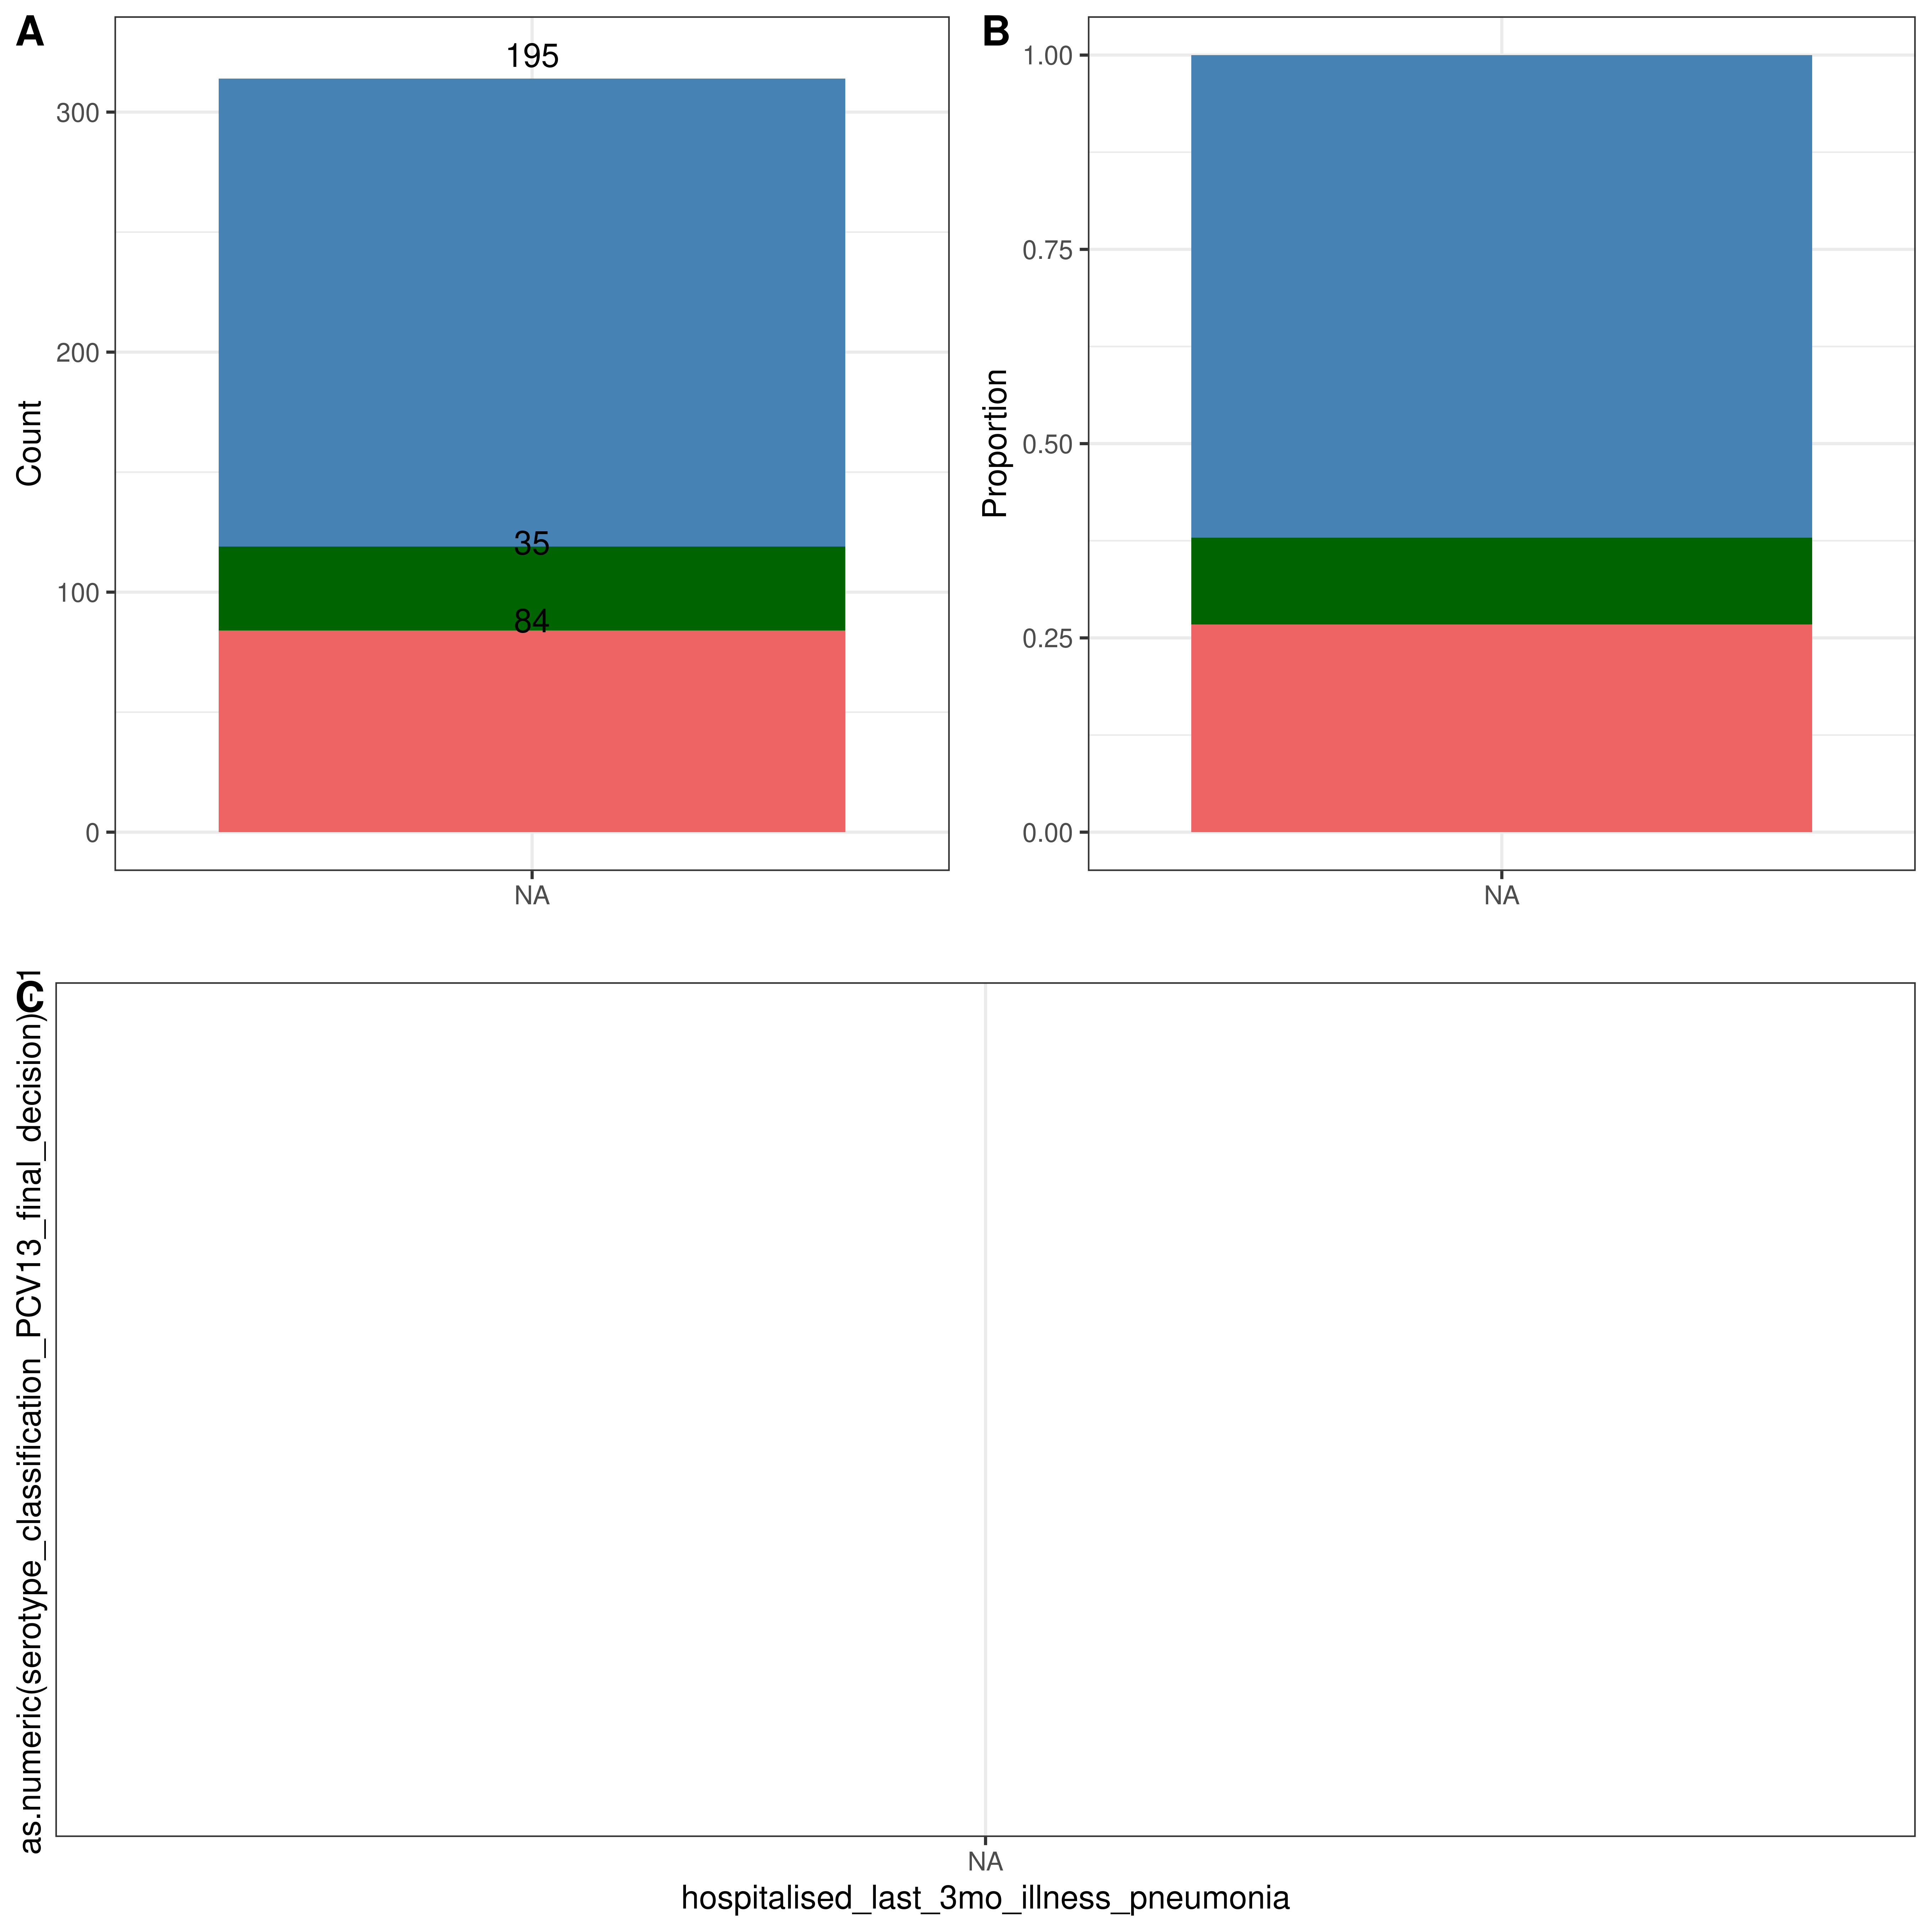 A
195
300
200
100
0
35
84
Count
NA
B
1.00
0.75
0.50
0.25
0.00
Proportion
NA
C
as.numeric(serotype_classification_PCV13_final_decision) - 1
NA
hospitalised_last_3mo_illness_pneumonia